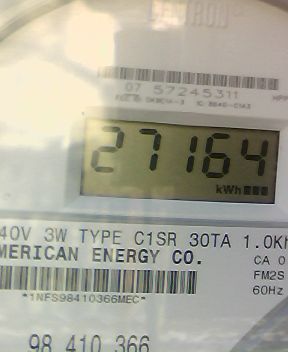 07 57245311
27164
kWh
40V 3W TYPE C1SR 30TA 1.0Kh
MERICAN ENERGY CO.
CA 0
FM2S
60Hz
*1NFS98410366MEC*
98 410 366